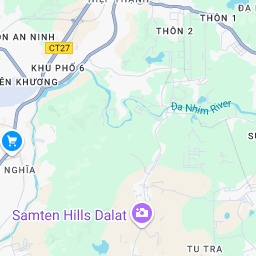 THÔN 1
THÔN 2
ÔN AN NINH
CT27
KHU PHỐ 6
ÊN KHƯƠNG
Đa Nhim River
NGHĨA
Samten Hills Dalat
TU TRA